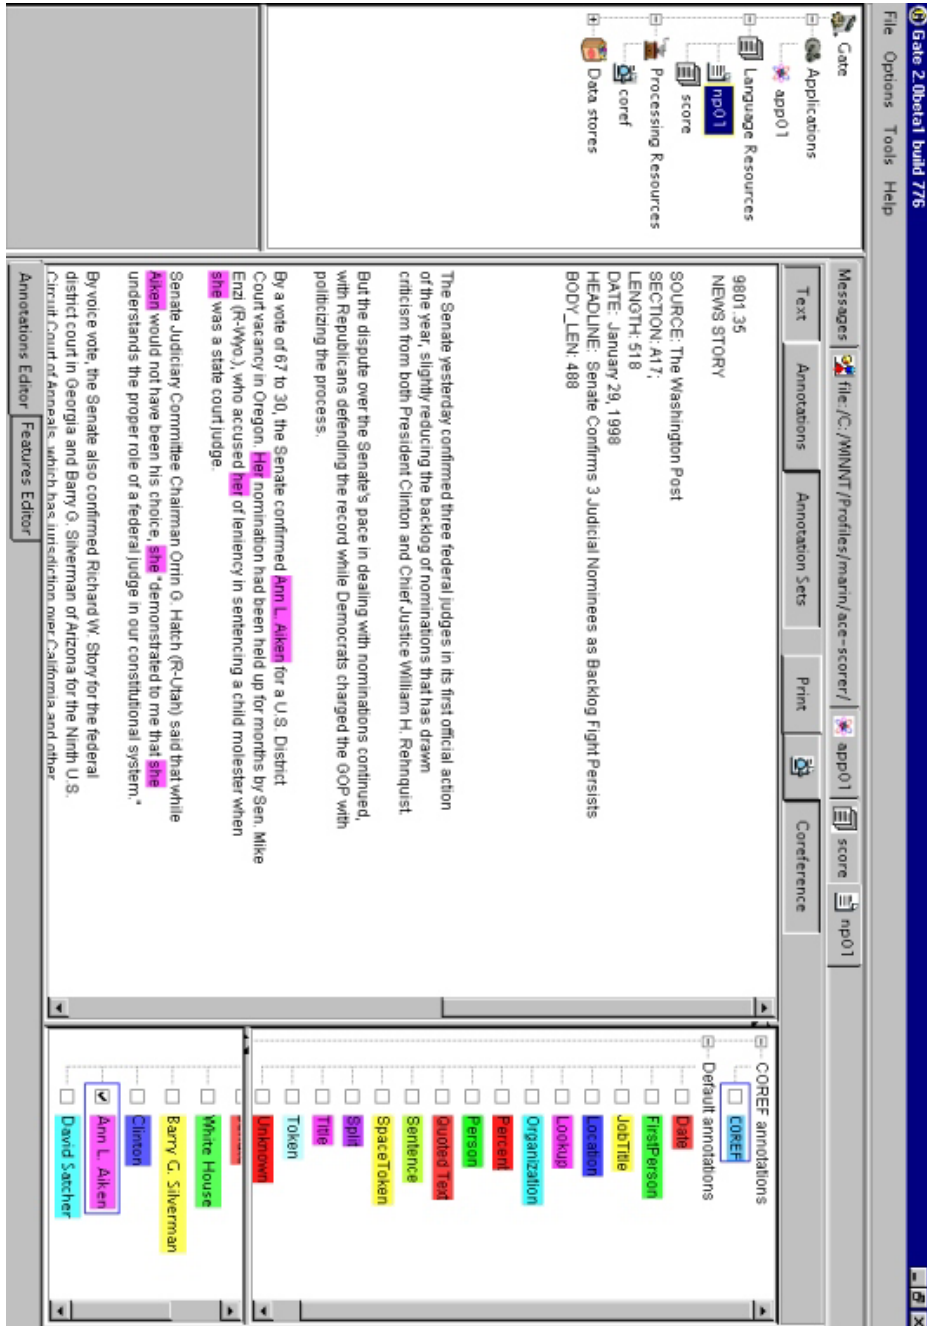 Gate 2.0beta1 build 776
File Options Tools Help
Gate
Applications
app01
Language Resources
np01
score
Processing Resources
coref
Data stores
Messages file:/C:/WINNT/Profiles/marin/ace-scorer/ app01 score np01
Text Annotations Annotation Sets Print Coreference
9801.35
NEWS STORY
SOURCE: The Washington Post
SECTION: A17;
LENGTH: 518
DATE: January 29, 1998
HEADLINE: Senate Confirms 3 Judicial Nominees as Backlog Fight Persists
BODY_LEN: 488
The Senate yesterday confirmed three federal judges in its first official action
of the year, slightly reducing the backlog of nominations that has drawn
criticism from both President Clinton and Chief Justice William H. Rehnquist.
But the dispute over the Senate's pace in dealing with nominations continued,
with Republicans defending the record while Democrats charged the GOP with
politicizing the process.
By a vote of 67 to 30, the Senate confirmed Ann L. Aiken for a U.S. District
Court vacancy in Oregon. Her nomination had been held up for months by Sen. Mike
Enzi (R-Wyo.), who accused her of leniency in sentencing a child molester when
she was a state court judge.
Senate Judiciary Committee Chairman Orrin G. Hatch (R-Utah) said that while
Aiken would not have been his choice, she "demonstrated to me that she
understands the proper role of a federal judge in our constitutional system."
By voice vote, the Senate also confirmed Richard W. Story for the federal
district court in Georgia and Barry G. Silverman of Arizona for the Ninth U.S.
Circuit Court of Appeals, which has jurisdiction over California and other
Annotations Editor Features Editor
COREF annotations
COREF
Default annotations
Date
FirstPerson
JobTitle
Location
Lookup
Organization
Percent
Person
Quoted Text
Sentence
SpaceToken
Split
Title
Token
Unknown
White House
Barry G. Silverman
Clinton
Ann L. Aiken
David Satcher